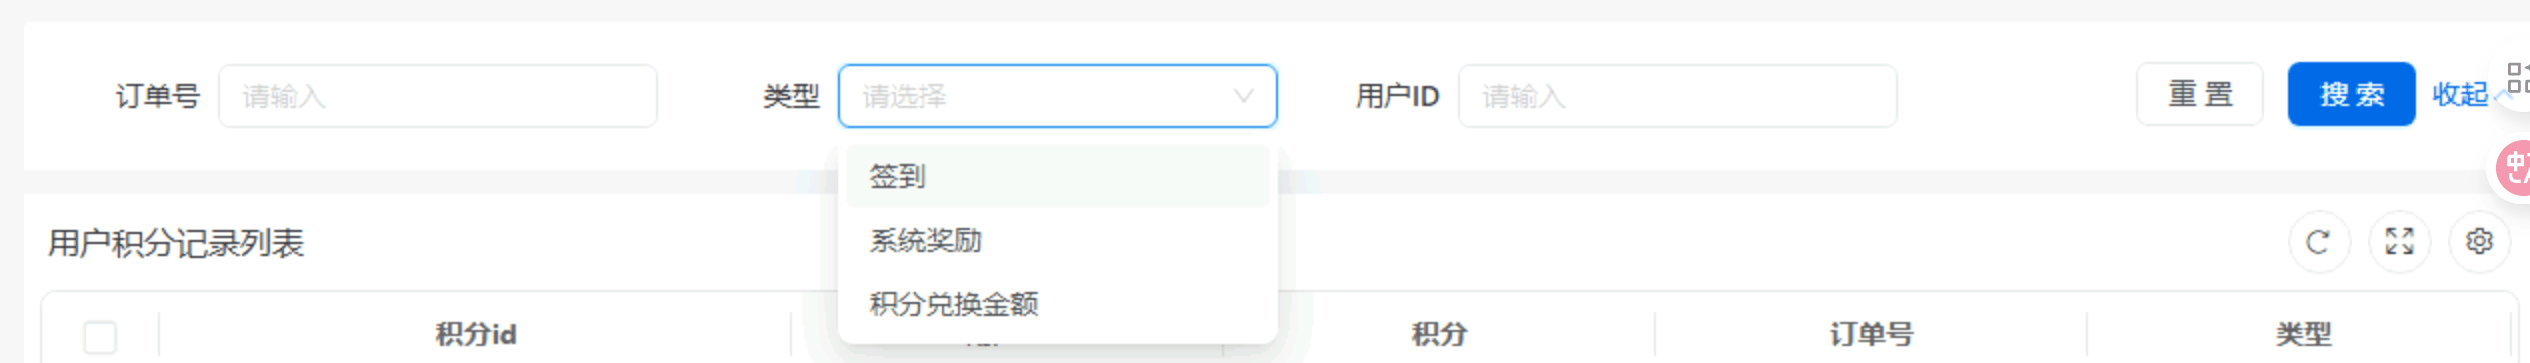 订单号 请输入 类型 请选择 用户ID 请输入 重置 搜索 收起
签到
系统奖励
积分兑换金额
用户积分记录列表
积分id 积分 订单号 类型